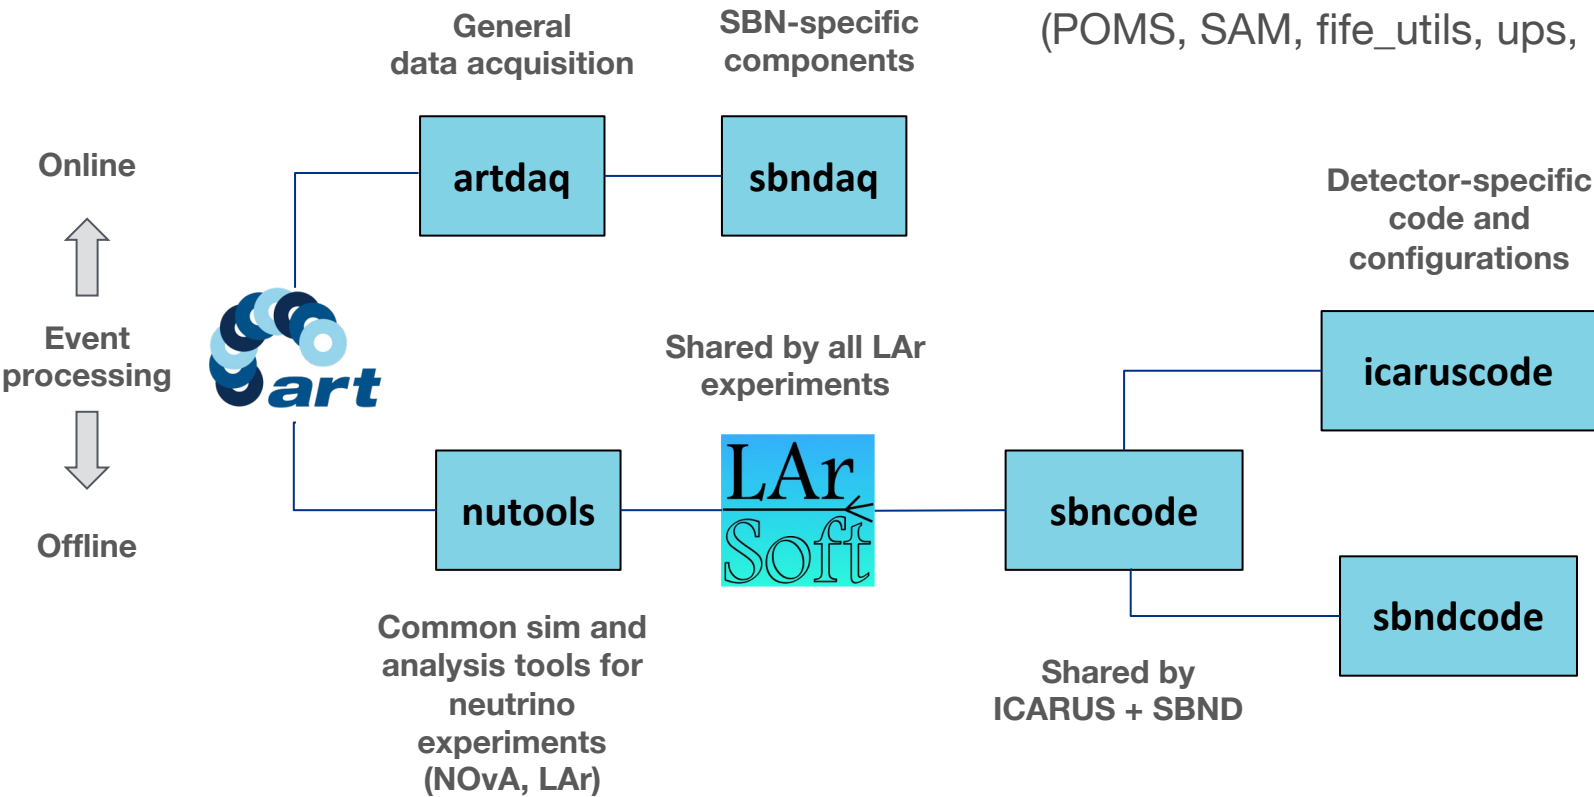 General
data acquisition
SBN-specific
components
(POMS, SAM, fife_utils, ups,
Online
artdaq
sbndaq
Detector-specific
code and
configurations
Event
processing
art
Shared by all LAr
experiments
icaruscode
LAr
Soft
nutools
sbncode
Offline
sbndcode
Common sim and
analysis tools for
neutrino
experiments
(NOvA, LAr)
Shared by
ICARUS + SBND